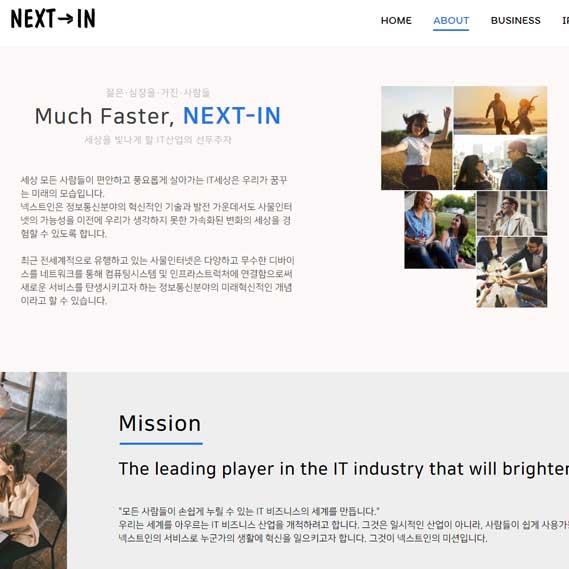 NEXT→IN
HOME ABOUT BUSINESS
젊은·심장을·가진·사람들
Much Faster, NEXT-IN
세상을 빛나게 할 IT산업의 선두주자
세상 모든 사람들이 편안하고 풍요롭게 살아가는 IT세상은 우리가 꿈꾸
는 미래의 모습입니다.
넥스트인은 정보통신분야의 혁신적인 기술과 발전 가운데서도 사물인터
넷의 가능성을 이전에 우리가 생각하지 못한 가속화된 변화의 세상을 경
험할 수 있도록 합니다.
최근 전세계적으로 유행하고 있는 사물인터넷은 다양하고 무수한 디바이
스를 네트워크를 통해 컴퓨팅시스템 및 인프라스트럭처에 연결함으로써
새로운 서비스를 탄생시키고자 하는 정보통신분야의 미래혁신적인 개념
이라고 할 수 있습니다.
Mission
The leading player in the IT industry that will brighten
"모든 사람들이 손쉽게 누릴 수 있는 IT 비즈니스의 세계를 만듭니다."
우리는 세계를 아우르는 IT 비즈니스 산업을 개척하려고 합니다. 그것은 일시적인 산업이 아니라, 사람들이 쉽게 사용가
넥스트인의 서비스로 누군가의 생활에 혁신을 일으키고자 합니다. 그것이 넥스트인의 미션입니다.